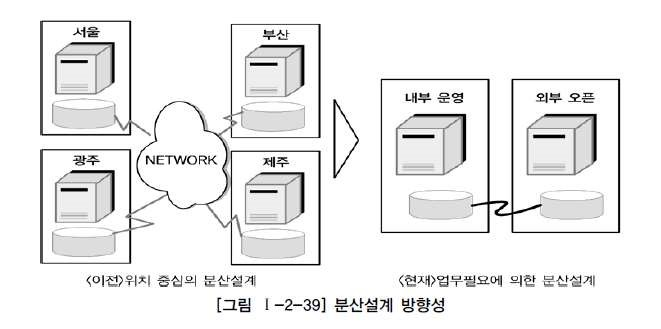 서울
부산
광주
NETWORK
제주
<이전>위치 중심의 분산설계
내부 운영
외부 오픈
<현재>업무필요에 의한 분산설계
[그림 Ⅰ-2-39] 분산설계 방향성